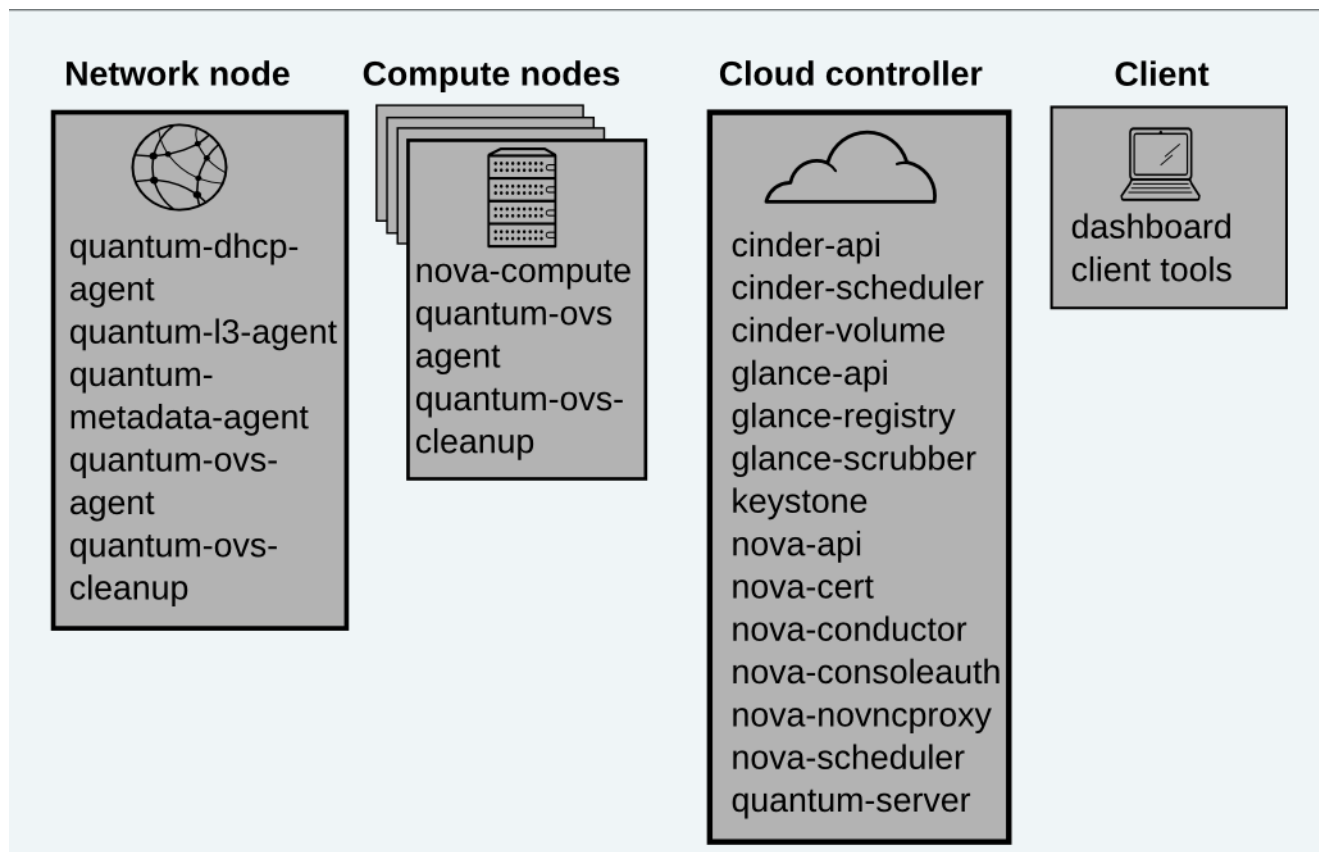 Network node
quantum-dhcp-
agent
quantum-l3-agent
quantum-
metadata-agent
quantum-ovs-
agent
quantum-ovs-
cleanup
Compute nodes
nova-compute
quantum-ovs
agent
quantum-ovs-
cleanup
Cloud controller
cinder-api
cinder-scheduler
cinder-volume
glance-api
glance-registry
glance-scrubber
keystone
nova-api
nova-cert
nova-conductor
nova-consoleauth
nova-novncproxy
nova-scheduler
quantum-server
Client
dashboard
client tools